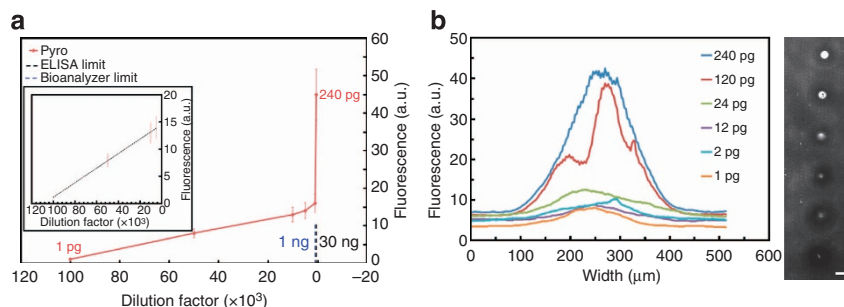 a
Pyro
ELISA limit
Bioanalyzer limit
20
15
10
5
0
Fluorescence (a.u.)
120 100 80 60 40 20 0
Dilution factor (×10³)
60
50
40
30
20
10
0
Fluorescence (a.u.)
240 pg
1 pg
1 ng
30 ng
120 100 80 60 40 20 0 −20
Dilution factor (×10³)
b
50
40
30
20
10
0
Fluorescence (a.u.)
240 pg
120 pg
24 pg
12 pg
2 pg
1 pg
0 100 200 300 400 500 600
Width (μm)